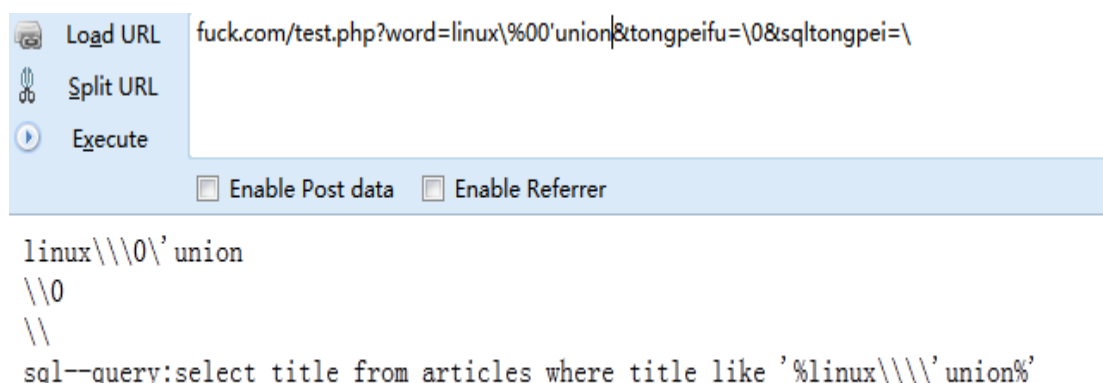 Load URL fuck.com/test.php?word=linux\%00'union&tongpeifu=\0&sqltongpei=\
Split URL
Execute
Enable Post data Enable Referrer
linux\\\0\'union
\\0
\\
sql--query:select title from articles where title like '%linux\\\\'union%'